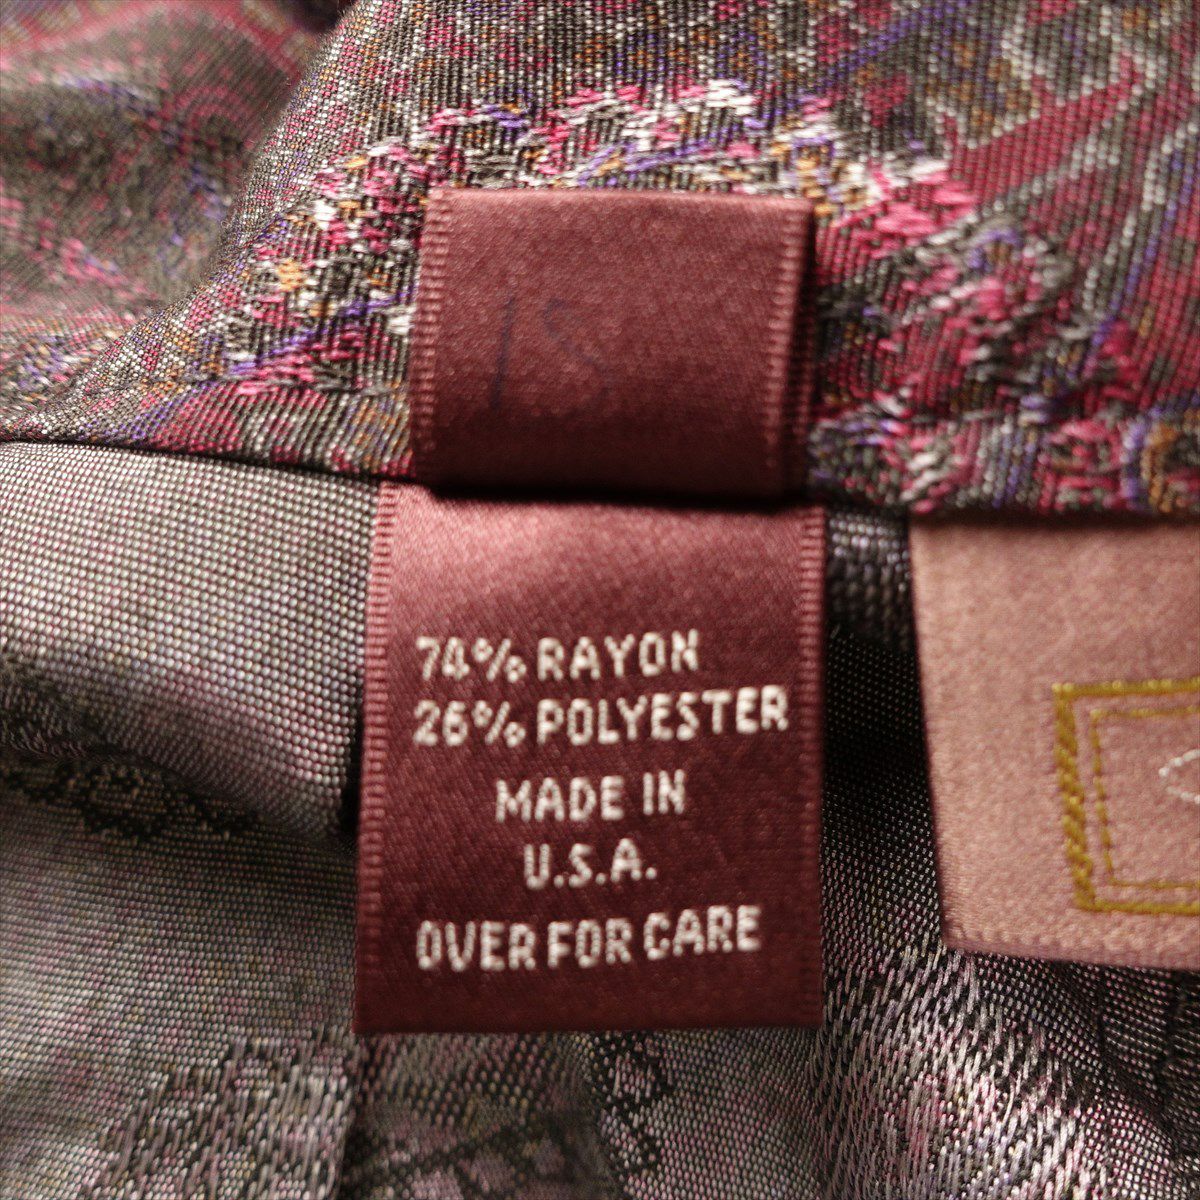 74% RAYON
26% POLYESTER
MADE IN
U.S.A.
OVER FOR CARE